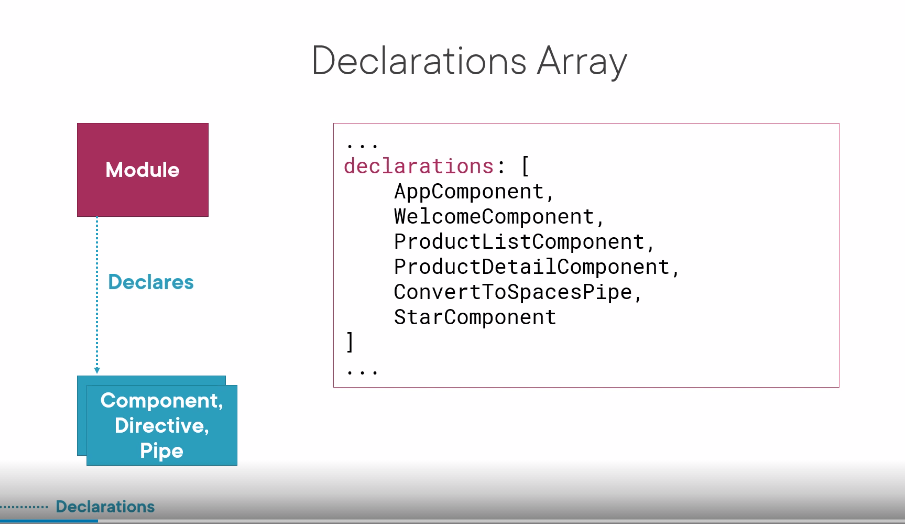 Declarations Array
Module
Declares
Component,
Directive,
Pipe
...
declarations: [
    AppComponent,
    WelcomeComponent,
    ProductListComponent,
    ProductDetailComponent,
    ConvertToSpacesPipe,
    StarComponent
]
...
Declarations